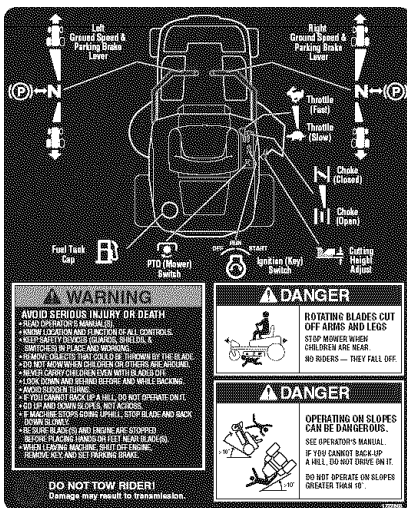 Left
Ground Speed &
Parking Brake
Lever
Right
Ground Speed &
Parking Brake
Lever
(P) N
N (P)
Throttle
(Fast)
Throttle
(Slow)
Choke
(Closed)
Choke
(Open)
Fuel Tank
Cap
PTO (Mower)
Switch
OFF RUN START
Ignition (Key)
Switch
Cutting
Height
Adjust
WARNING
AVOID SERIOUS INJURY OR DEATH
• READ OPERATOR'S MANUAL(S).
• KNOW LOCATION AND FUNCTION OF ALL CONTROLS.
• KEEP SAFETY DEVICES (GUARDS, SHIELDS, &
SWITCHES) IN PLACE AND WORKING.
• REMOVE OBJECTS THAT COULD BE THROWN BY THE BLADE.
• DO NOT MOW WHEN CHILDREN OR OTHERS ARE AROUND.
• NEVER CARRY CHILDREN EVEN WITH BLADES OFF.
• LOOK DOWN AND BEHIND BEFORE AND WHILE BACKING.
• AVOID SUDDEN TURNS.
• IF YOU CANNOT BACK UP A HILL, DO NOT OPERATE ON IT.
• GO UP AND DOWN SLOPES, NOT ACROSS.
• IF MACHINE STOPS GOING UPHILL, STOP BLADE AND BACK
DOWN SLOWLY.
• BE SURE BLADE(S) AND ENGINE ARE STOPPED
BEFORE PLACING HANDS OR FEET NEAR BLADE(S).
• WHEN LEAVING MACHINE, SHUT OFF ENGINE,
REMOVE KEY, AND SET PARKING BRAKE.
DO NOT TOW RIDER!
Damage may result to transmission.
DANGER
ROTATING BLADES CUT
OFF ARMS AND LEGS
STOP MOWER WHEN
CHILDREN ARE NEAR.
NO RIDERS — THEY FALL OFF.
DANGER
OPERATING ON SLOPES
CAN BE DANGEROUS.
SEE OPERATOR'S MANUAL.
IF YOU CANNOT BACK-UP
A HILL, DO NOT DRIVE ON IT.
DO NOT OPERATE ON SLOPES
GREATER THAN 10°.
>10°
>10°